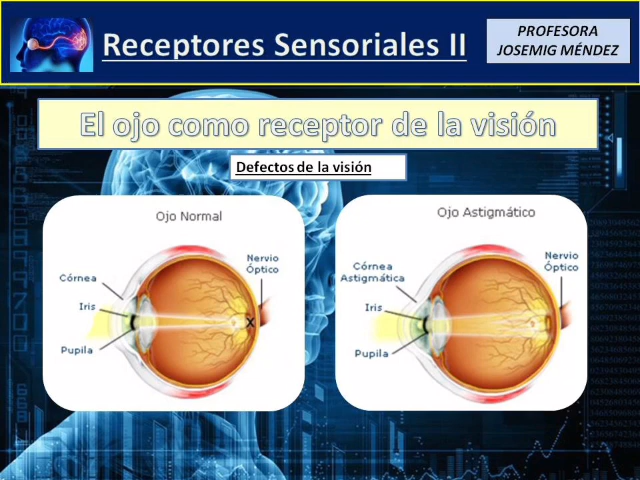 Receptores Sensoriales II
PROFESORA
JOSEMIG MÉNDEZ
El ojo como receptor de la visión
Defectos de la visión
Ojo Normal
Nervio
Óptico
Córnea
Iris
Pupila
X
Ojo Astigmático
Nervio
Óptico
Córnea
Astigmática
Iris
Pupila